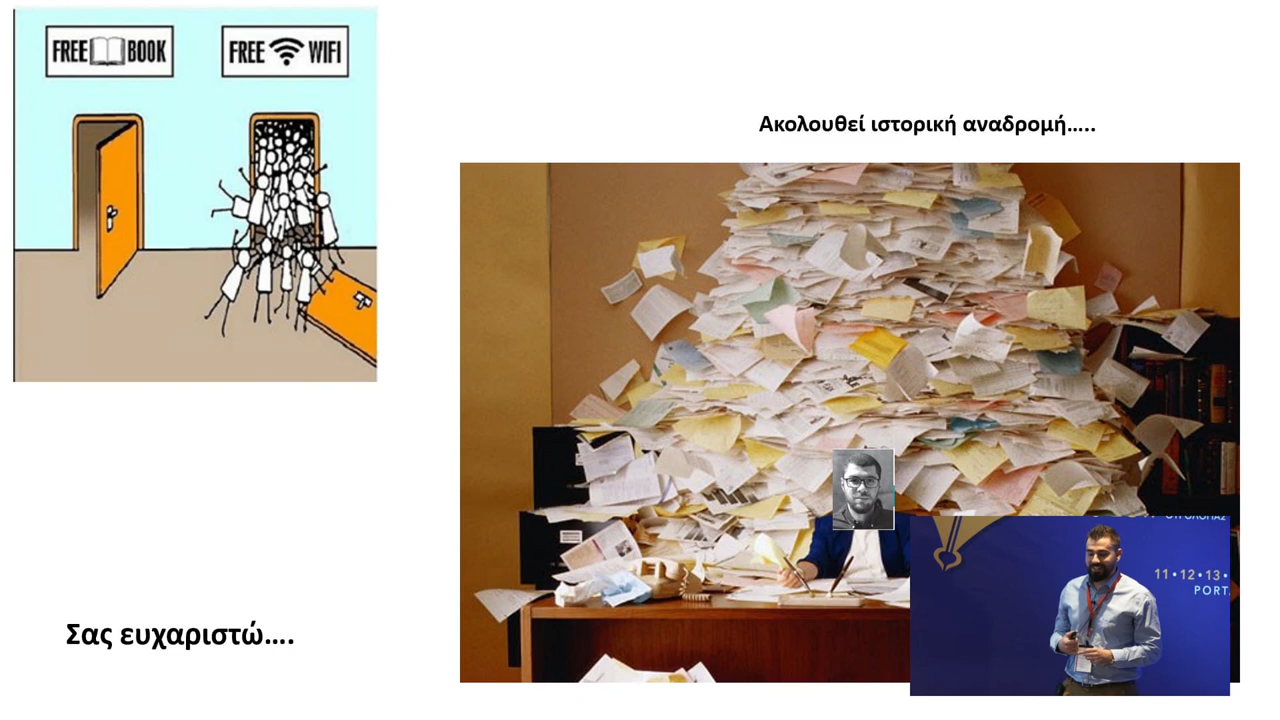 FREE BOOK
FREE WIFI
Ακολουθεί ιστορική αναδρομή.....
11•12•13•
PORT
Σας ευχαριστώ....